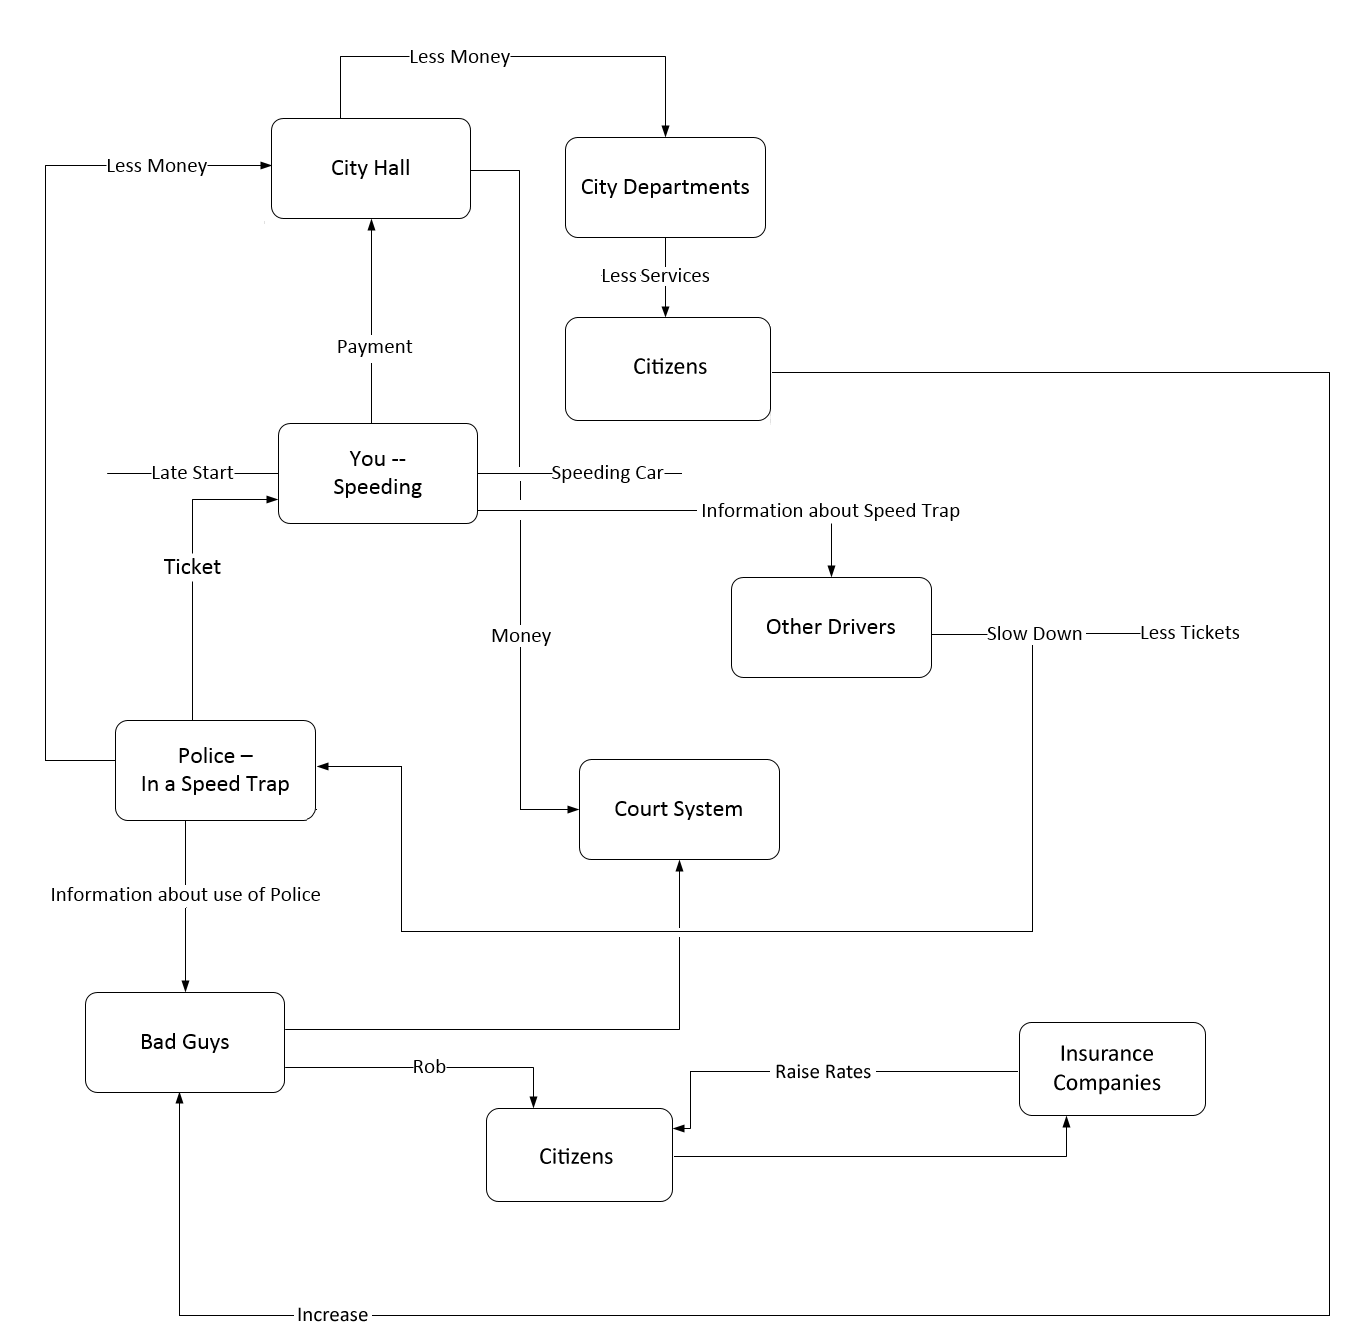 Less Money
Less Money
City Hall
City Departments
Less Services
Payment
Citizens
You --
Speeding
Late Start
Speeding Car
Information about Speed Trap
Ticket
Other Drivers
Slow Down
Less Tickets
Money
Police –
In a Speed Trap
Court System
Information about use of Police
Bad Guys
Rob
Raise Rates
Insurance
Companies
Citizens
Increase